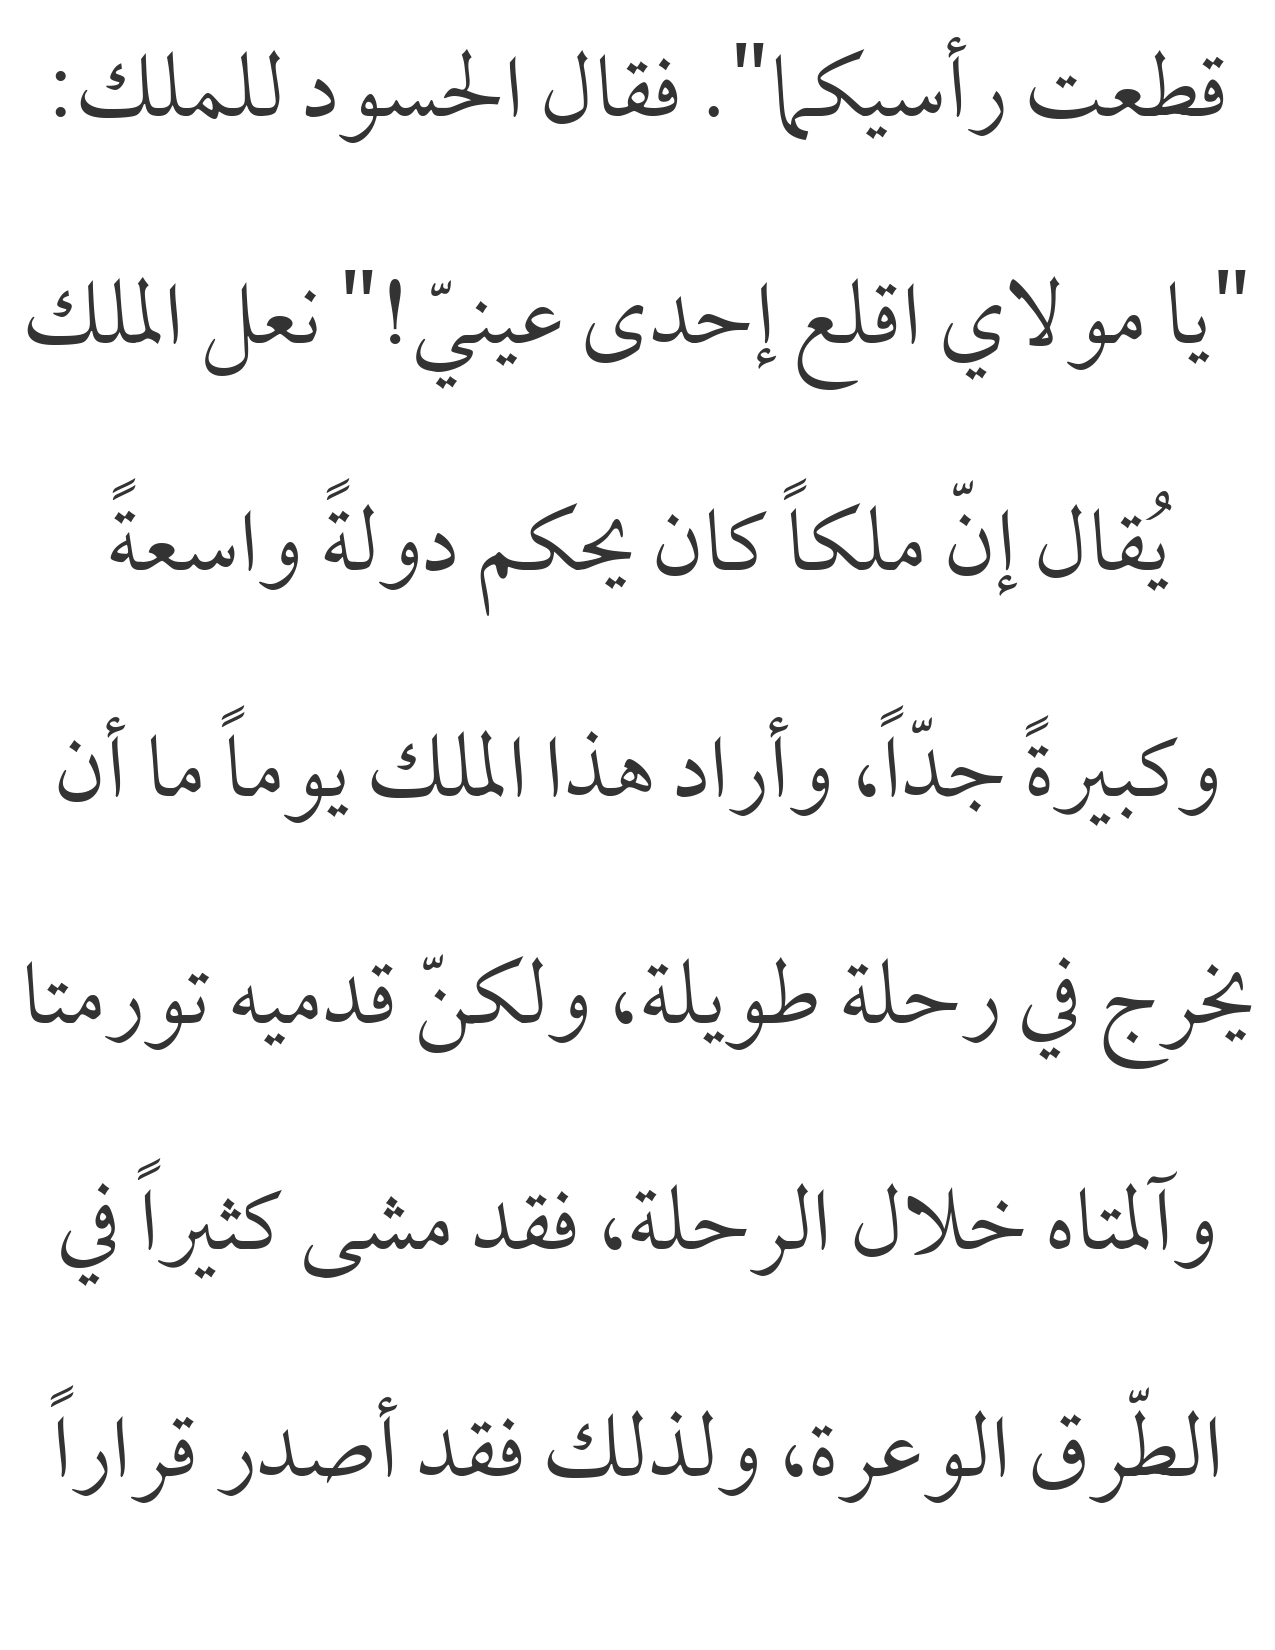 قطعت رأسيكما". فقال الحسود للملك:
"يا مولاي اقلع إحدى عينيّ!" نعل الملك
يُقال إنّ ملكاً كان يحكم دولةً واسعةً
وكبيرةً جدّاً، وأراد هذا الملك يوماً ما أن
يخرج في رحلة طويلة، ولكنّ قدميه تورمتا
وآلمتاه خلال الرحلة، فقد مشى كثيراً في
الطّرق الوعرة، ولذلك فقد أصدر قراراً